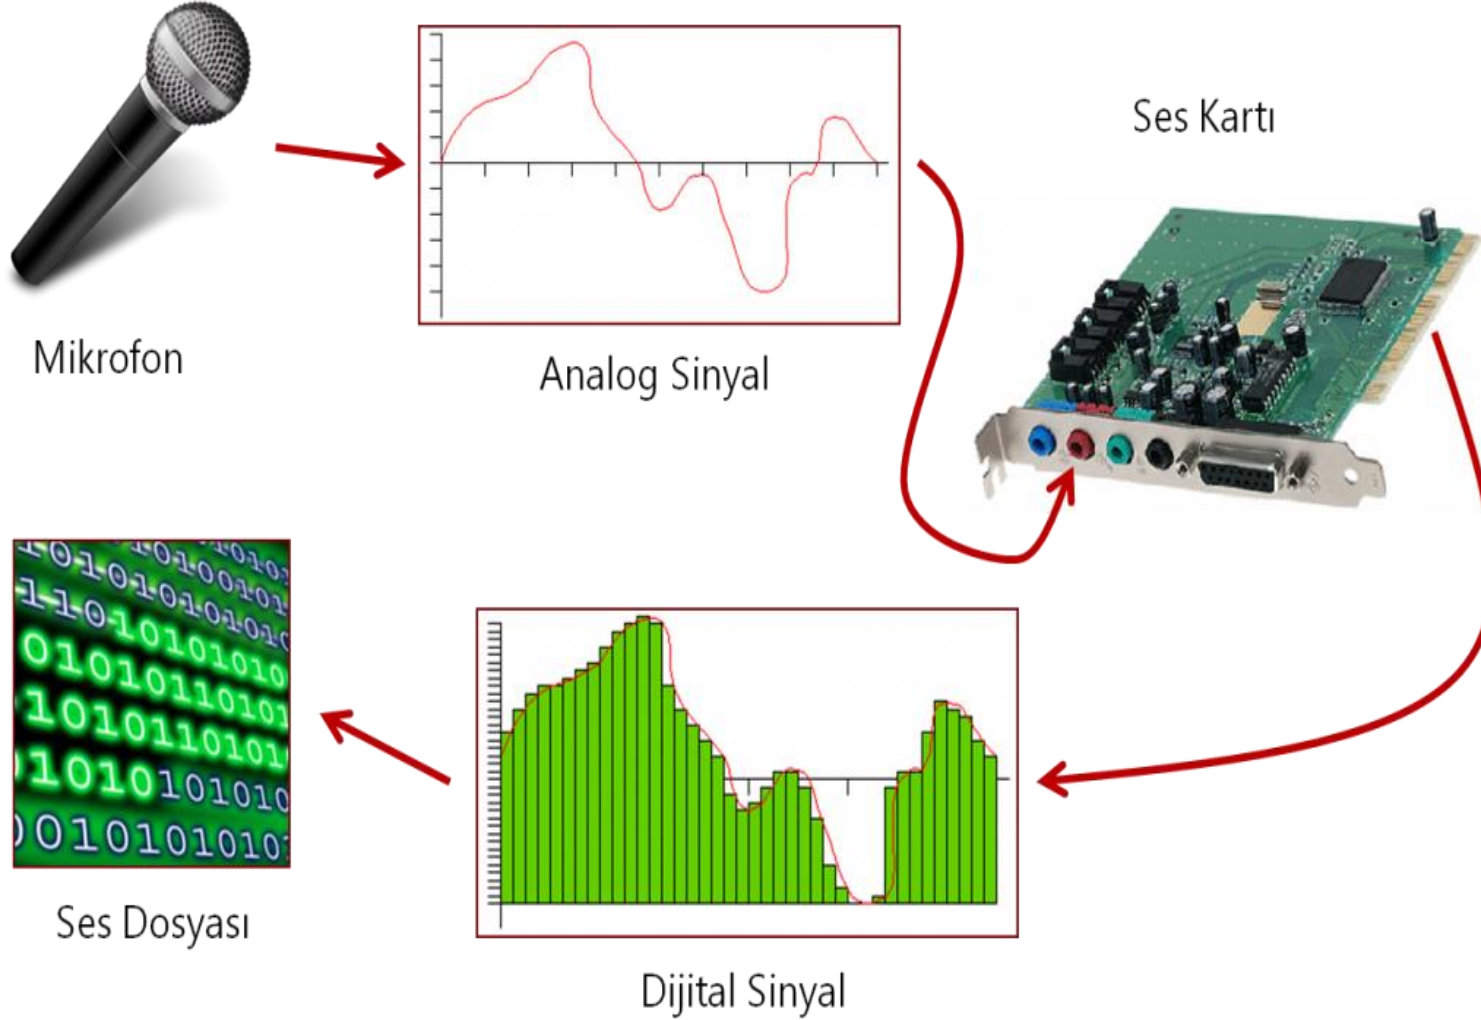 Mikrofon
Analog Sinyal
Ses Kartı
Dijital Sinyal
Ses Dosyası